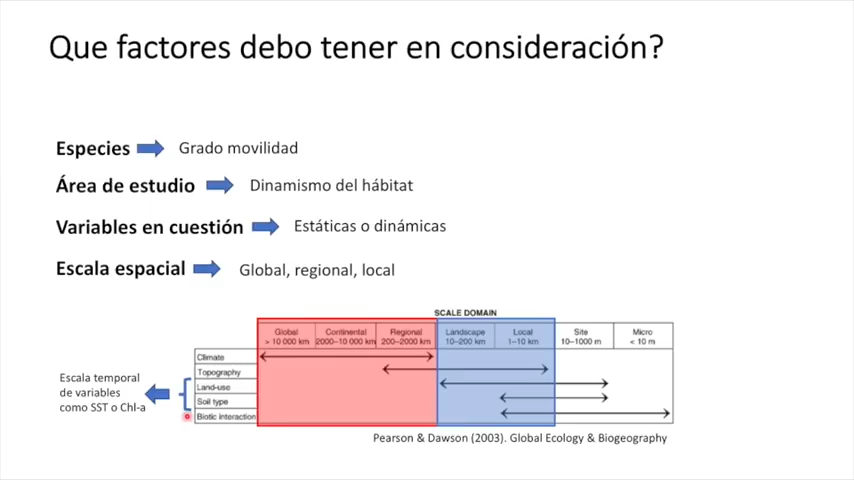 Que factores debo tener en consideración?
Especies Grado movilidad
Área de estudio Dinamismo del hábitat
Variables en cuestión Estáticas o dinámicas
Escala espacial Global, regional, local
SCALE DOMAIN
Global Continental Regional Landscape Local Site Micro
> 10 000 km 2000–10 000 km 200–2000 km 10–200 km 1–10 km 10–1000 m < 10 m
Climate
Topography
Land-use
Soil type
Biotic interaction
Escala temporal
de variables
como SST o Chl-a
Pearson & Dawson (2003). Global Ecology & Biogeography